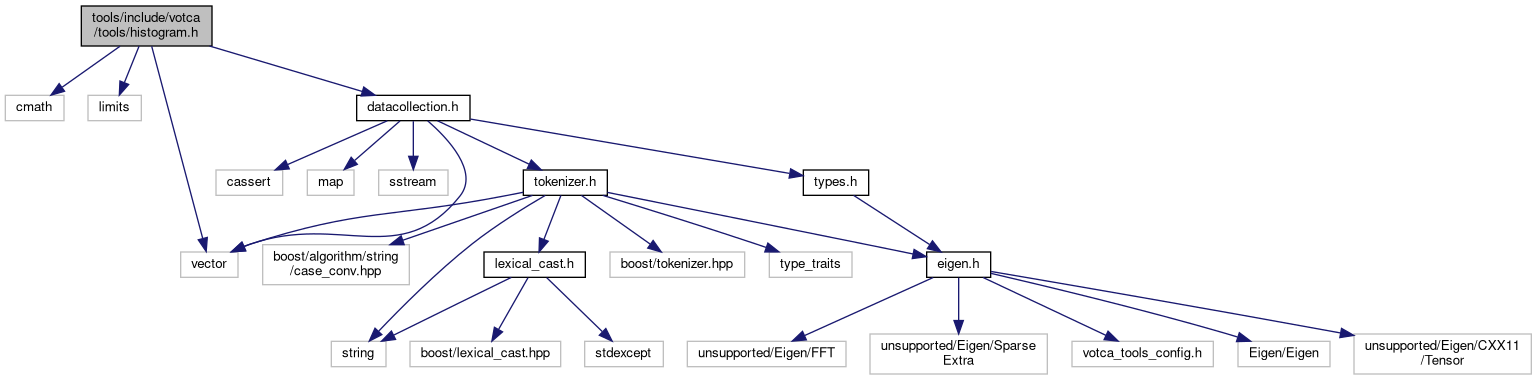 tools/include/votca
/tools/histogram.h
cmath
limits
datacollection.h
cassert
map
sstream
tokenizer.h
types.h
vector
boost/algorithm/string
/case_conv.hpp
lexical_cast.h
boost/tokenizer.hpp
type_traits
eigen.h
string
boost/lexical_cast.hpp
stdexcept
unsupported/Eigen/FFT
unsupported/Eigen/Sparse
Extra
votca_tools_config.h
Eigen/Eigen
unsupported/Eigen/CXX11
/Tensor